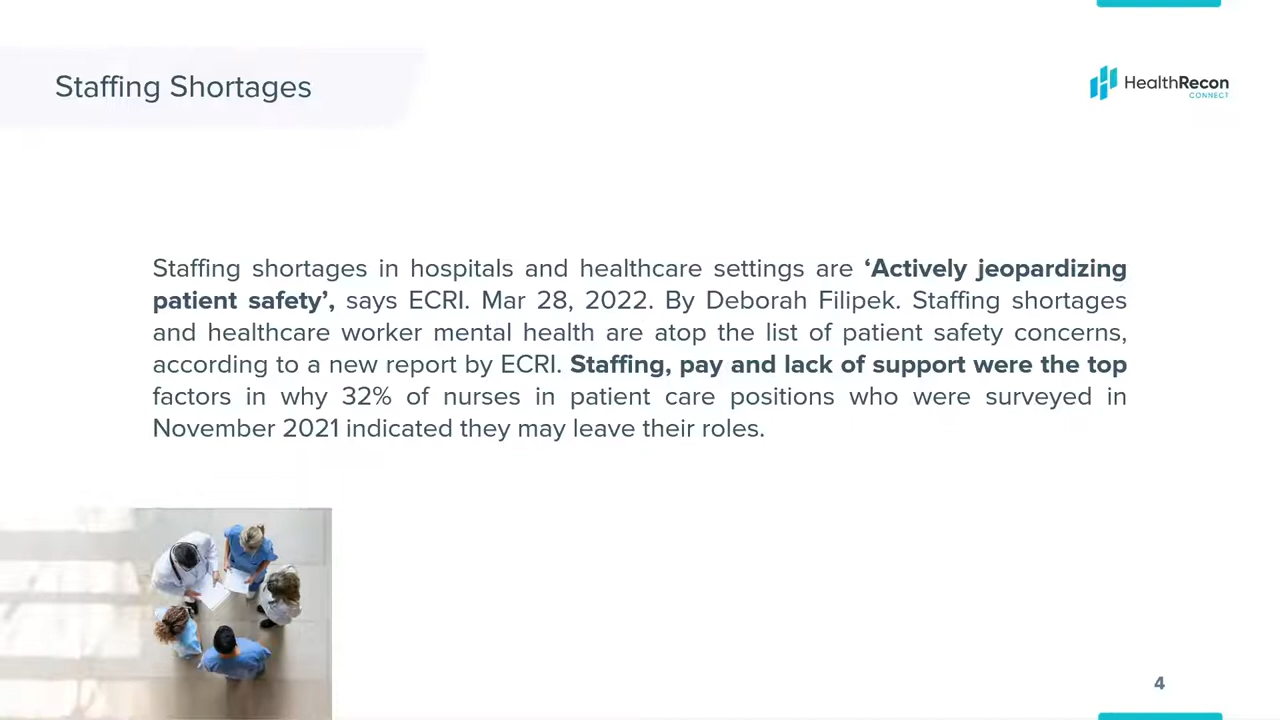 Staffing Shortages
HealthRecon
CONNECT
Staffing shortages in hospitals and healthcare settings are ‘Actively jeopardizing
patient safety’, says ECRI. Mar 28, 2022. By Deborah Filipek. Staffing shortages
and healthcare worker mental health are atop the list of patient safety concerns,
according to a new report by ECRI. Staffing, pay and lack of support were the top
factors in why 32% of nurses in patient care positions who were surveyed in
November 2021 indicated they may leave their roles.
4